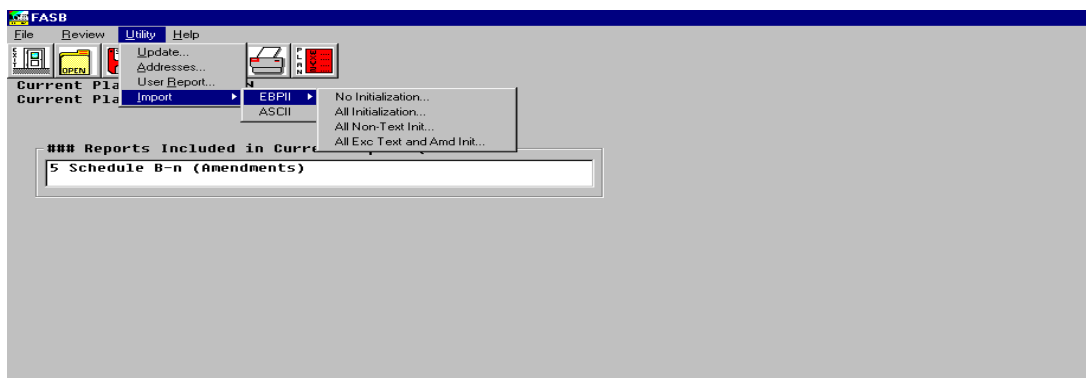 FASB
File Review Utility Help
Update...
Addresses...
User Report...
Import
EBPII
ASCII
No Initialization...
All Initialization...
All Non-Text Init...
All Exc Text and Amd Init...
EXIT
OPEN
PLAN
Current Pla
Current Pla
### Reports Included in Curre
5 Schedule B-n (Amendments)